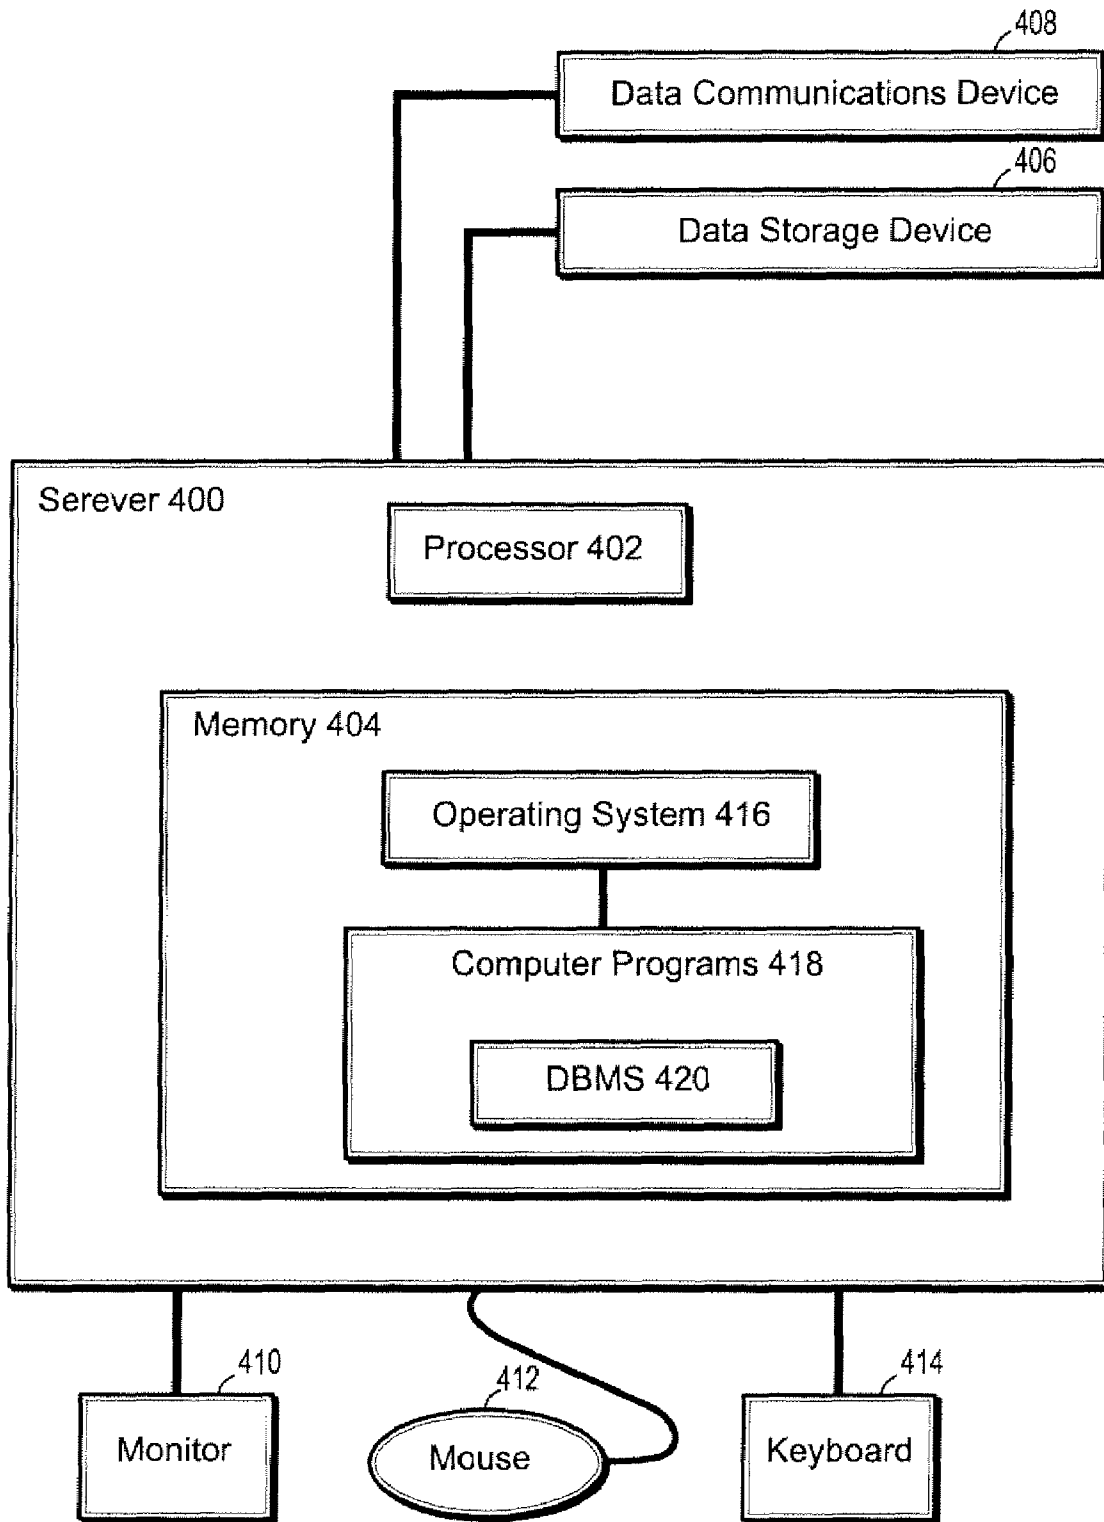 408
Data Communications Device
406
Data Storage Device
Serever 400
Processor 402
Memory 404
Operating System 416
Computer Programs 418
DBMS 420
410
Monitor
412
Mouse
414
Keyboard